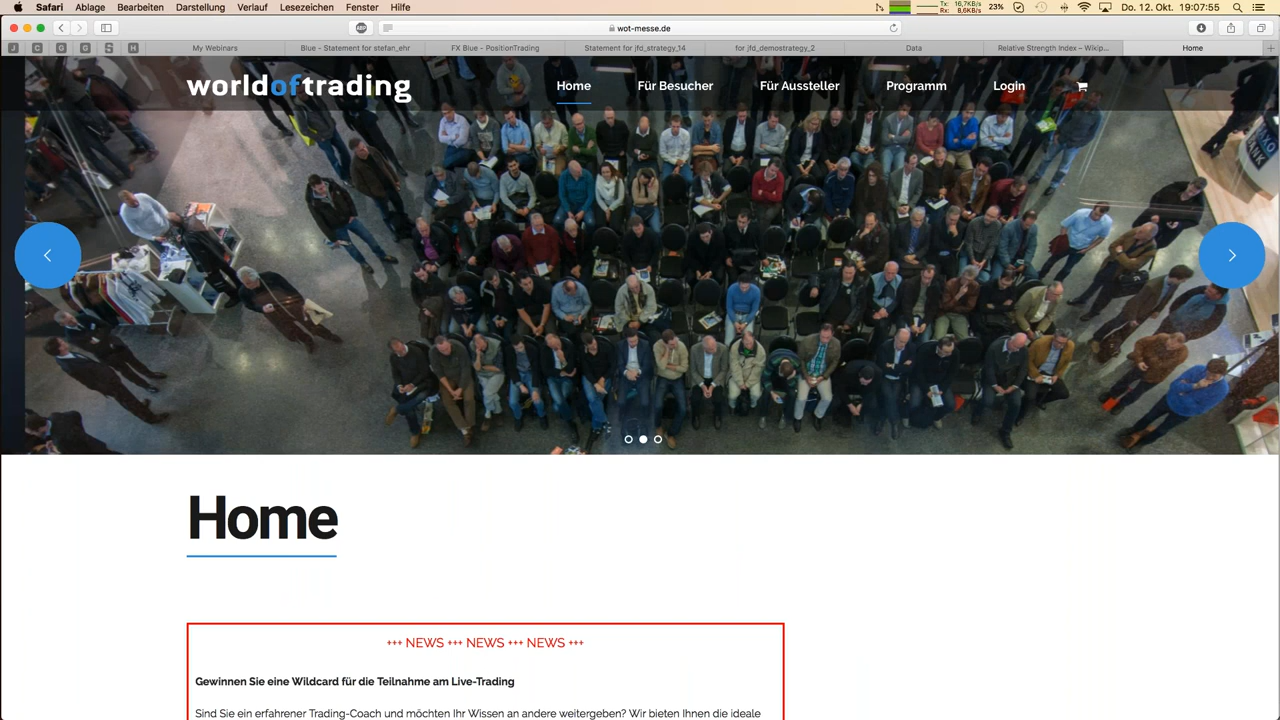 Safari Ablage Bearbeiten Darstellung Verlauf Lesezeichen Fenster Hilfe
Tx: 16,7KB/s
Rx: 8,6KB/s
23%
Do. 12. Okt. 19:07:55
wot-messe.de
J C G G S H
My Webinars
Blue - Statement for stefan_ehr
FX Blue - PositionTrading
Statement for jfd_strategy_14
for jfd_demostrategy_2
Data
Relative Strength Index – Wikip...
Home
worldoftrading
Home Für Besucher Für Aussteller Programm Login
Home
+++ NEWS +++ NEWS +++ NEWS +++
Gewinnen Sie eine Wildcard für die Teilnahme am Live-Trading
Sind Sie ein erfahrener Trading-Coach und möchten Ihr Wissen an andere weitergeben? Wir bieten Ihnen die ideale